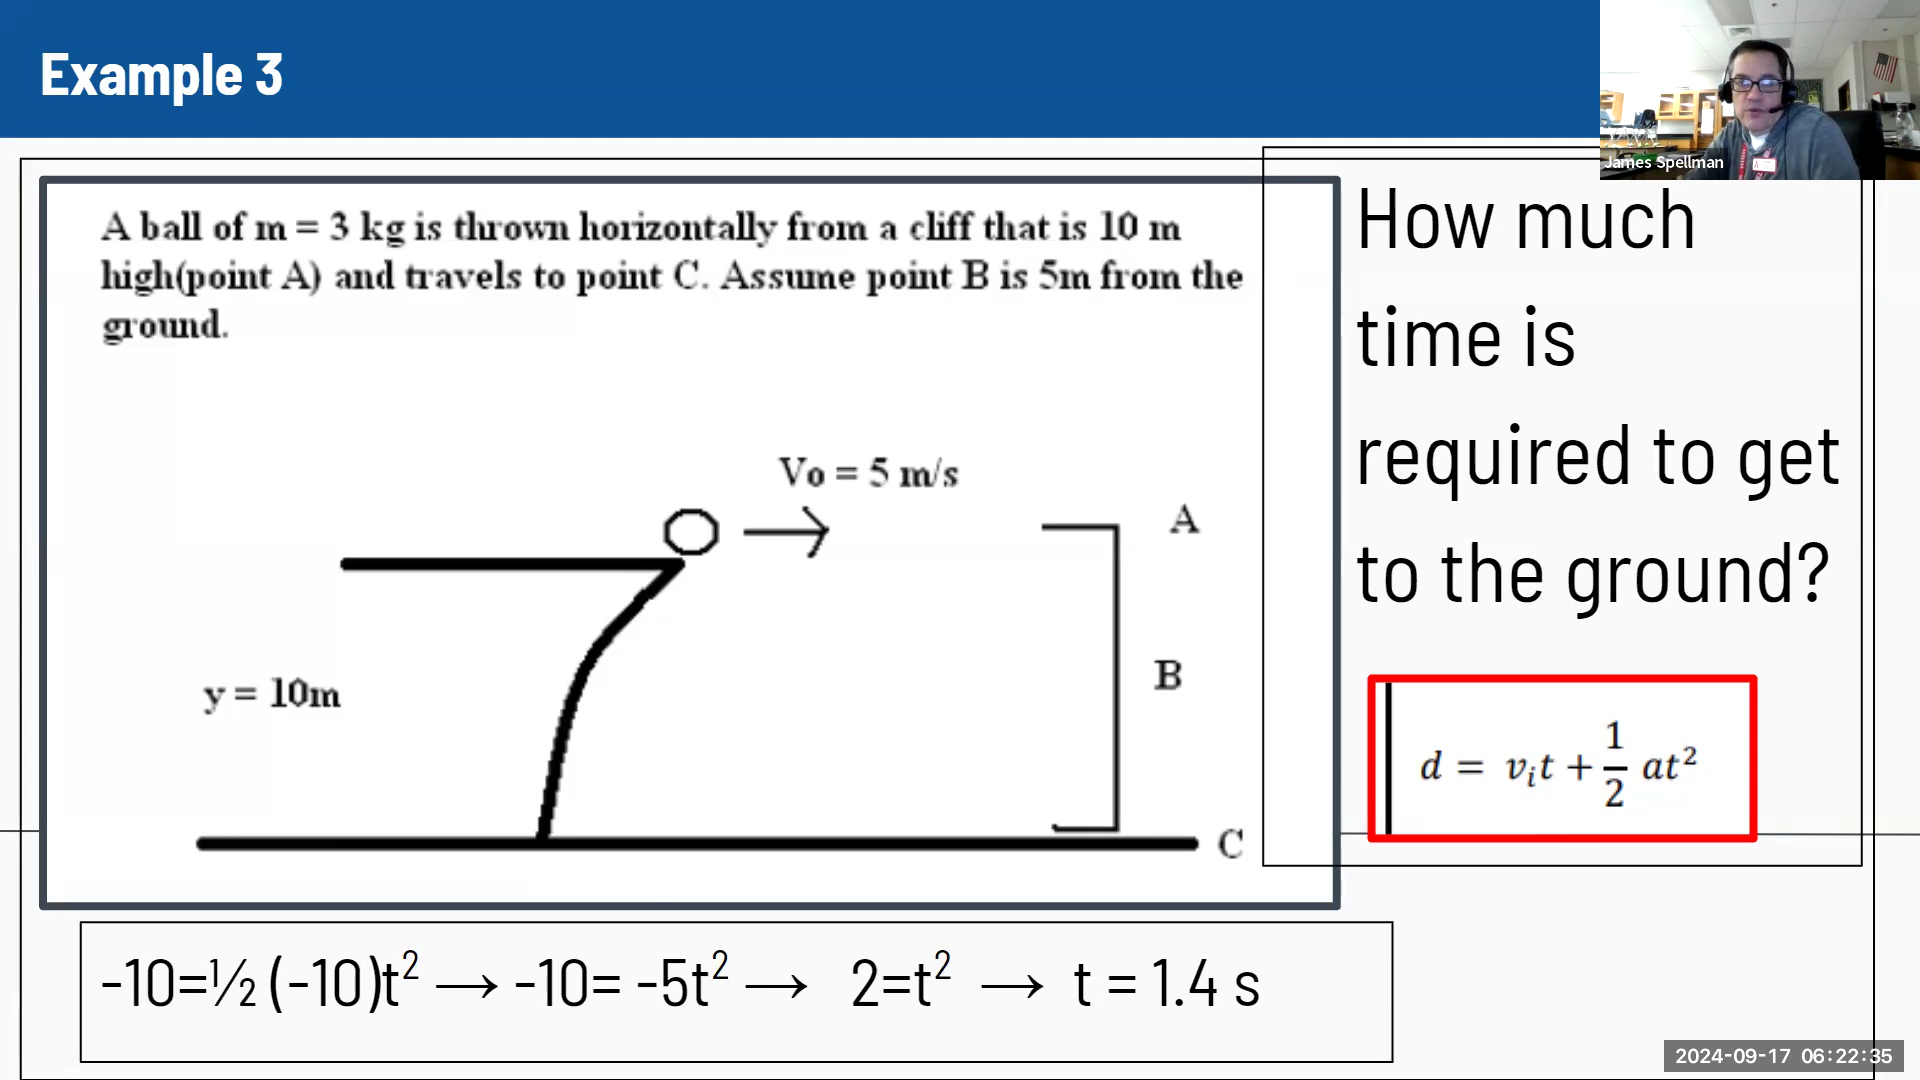 Example 3
James Spellman
A ball of m = 3 kg is thrown horizontally from a cliff that is 10 m
high(point A) and travels to point C. Assume point B is 5m from the
ground.
Vo = 5 m/s
A
y = 10m
B
C
How much
time is
required to get
to the ground?
d = vᵢt + 1/2 at²
-10=½ (-10)t² → -10= -5t² → 2=t² → t = 1.4 s
2024-09-17 06:22:35